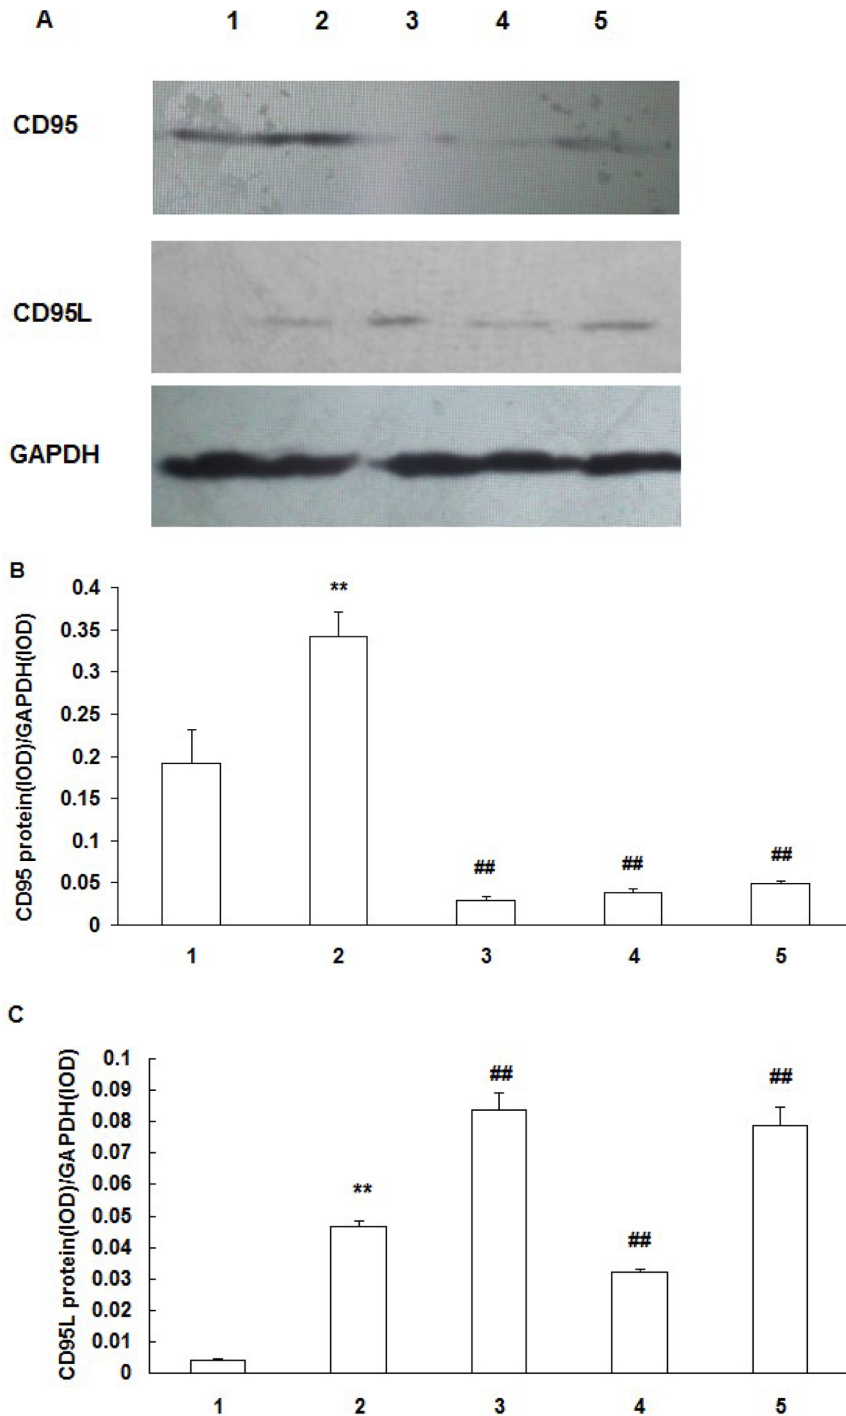 A 1 2 3 4 5
CD95
CD95L
GAPDH
B
CD95 protein(IOD)/GAPDH(IOD)
0.4
0.35
0.3
0.25
0.2
0.15
0.1
0.05
0
**
##
##
##
1 2 3 4 5
C
CD95L protein(IOD)/GAPDH(IOD)
0.1
0.09
0.08
0.07
0.06
0.05
0.04
0.03
0.02
0.01
0
**
##
##
##
1 2 3 4 5